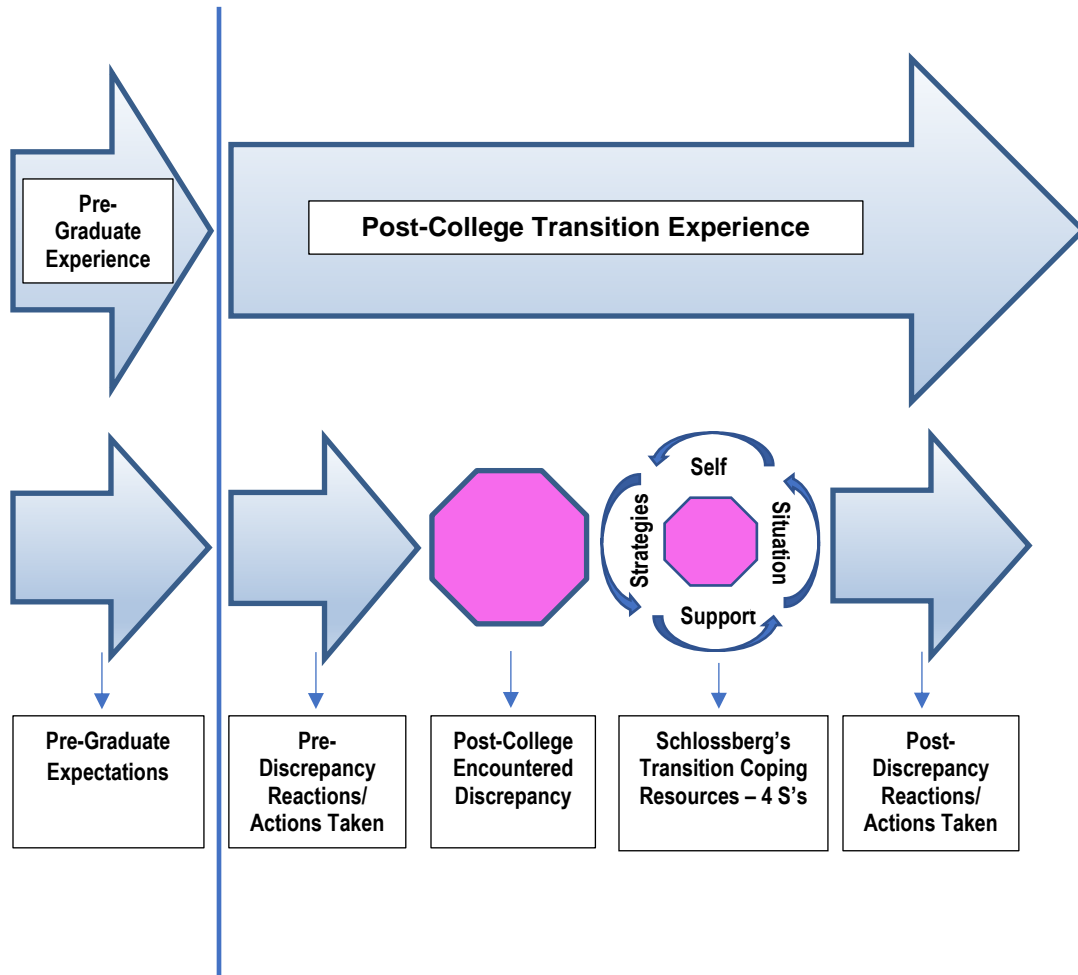 Pre-
Graduate
Experience
Post-College Transition Experience
Self
Strategies
Situation
Support
Pre-Graduate
Expectations
Pre-
Discrepancy
Reactions/
Actions Taken
Post-College
Encountered
Discrepancy
Schlossberg’s
Transition Coping
Resources – 4 S’s
Post-
Discrepancy
Reactions/
Actions Taken